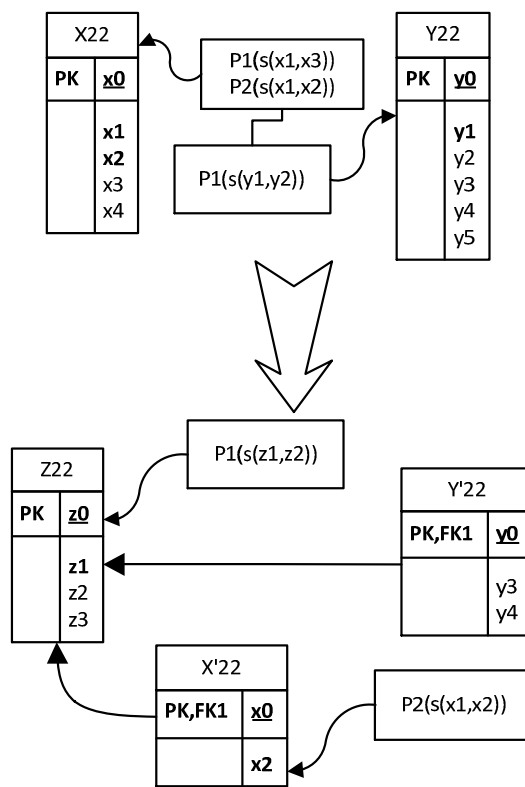 X22
PK x0
x1
x2
x3
x4
P1(s(x1,x3))
P2(s(x1,x2))
P1(s(y1,y2))
Y22
PK y0
y1
y2
y3
y4
y5
P1(s(z1,z2))
Z22
PK z0
z1
z2
z3
Y'22
PK,FK1 y0
y3
y4
X'22
PK,FK1 x0
x2
P2(s(x1,x2))